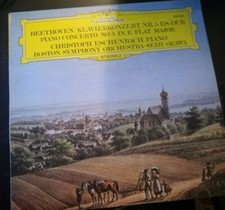 BEETHOVEN · KLAVIERKONZERT NR. 5 ES-DUR
PIANO CONCERTO NO. 5 IN E FLAT MAJOR
CHRISTOPH ESCHENBACH, PIANO
BOSTON SYMPHONY ORCHESTRA · SEIJI OZAWA
STEREO